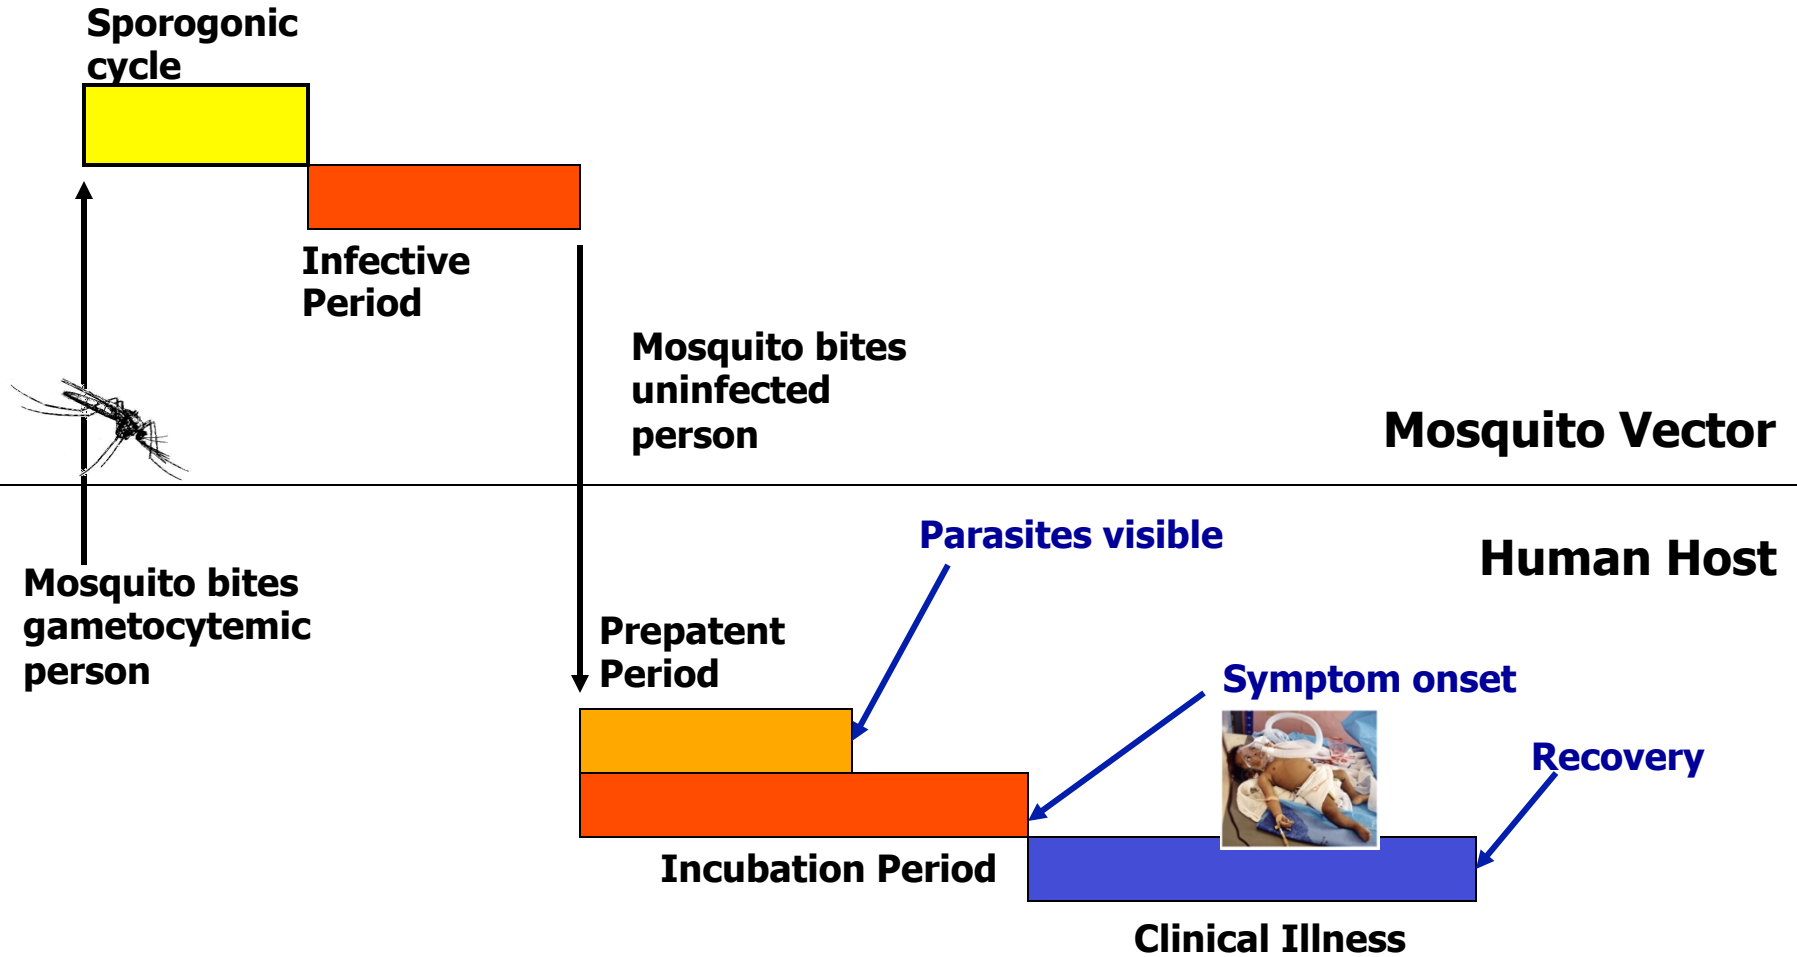 Sporogonic
cycle
Infective
Period
Mosquito bites
uninfected
person
Mosquito Vector
Parasites visible
Human Host
Mosquito bites
gametocytemic
person
Prepatent
Period
Symptom onset
Recovery
Incubation Period
Clinical Illness